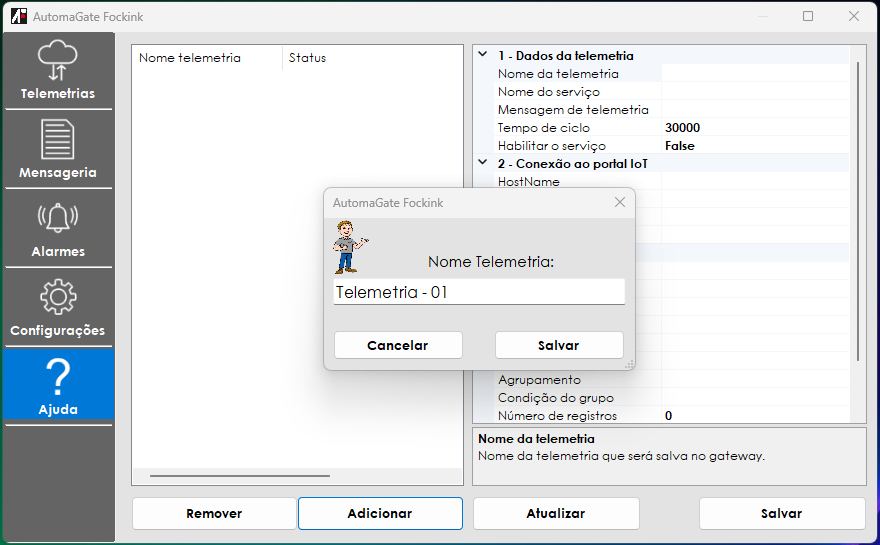 AutomaGate Fockink
Telemetrias
Mensageria
Alarmes
Configurações
?
Ajuda
Nome telemetria Status
1 - Dados da telemetria
Nome da telemetria
Nome do serviço
Mensagem de telemetria
Tempo de ciclo 30000
Habilitar o serviço False
2 - Conexão ao portal IoT
HostName
AutomaGate Fockink
Nome Telemetria:
Telemetria - 01
Cancelar Salvar
Agrupamento
Condição do grupo
Número de registros 0
Nome da telemetria
Nome da telemetria que será salva no gateway.
Remover Adicionar Atualizar Salvar